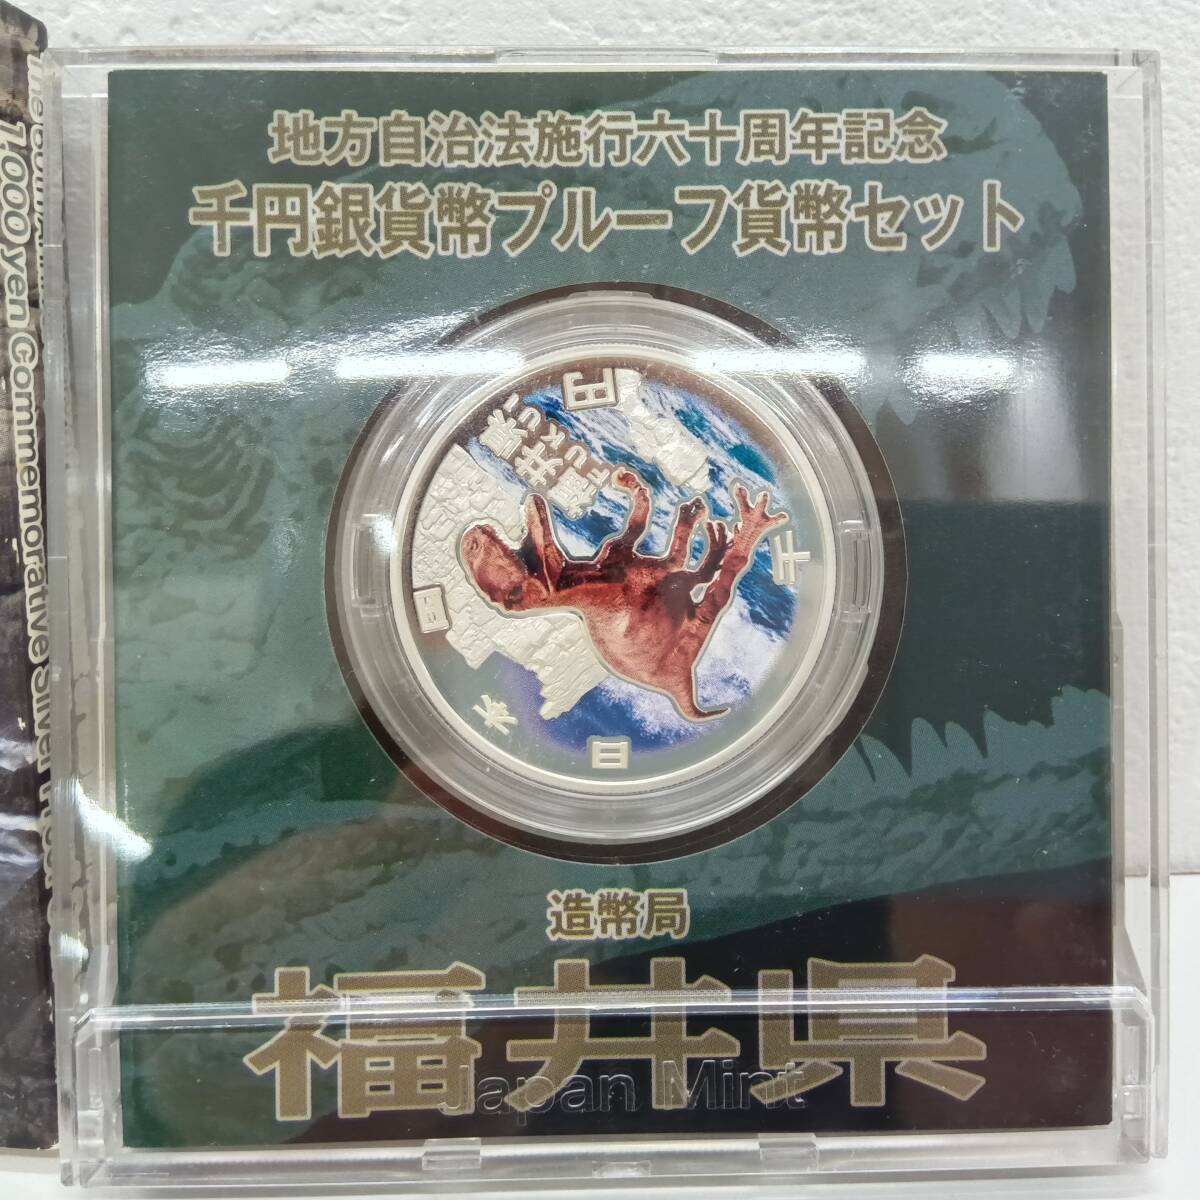 地方自治法施行六十周年記念
千円銀貨幣プルーフ貨幣セット
日本国
千円
福井県
FUKUI
造幣局
福井県
Japan Mint
1,000 yen Commemorative Silver